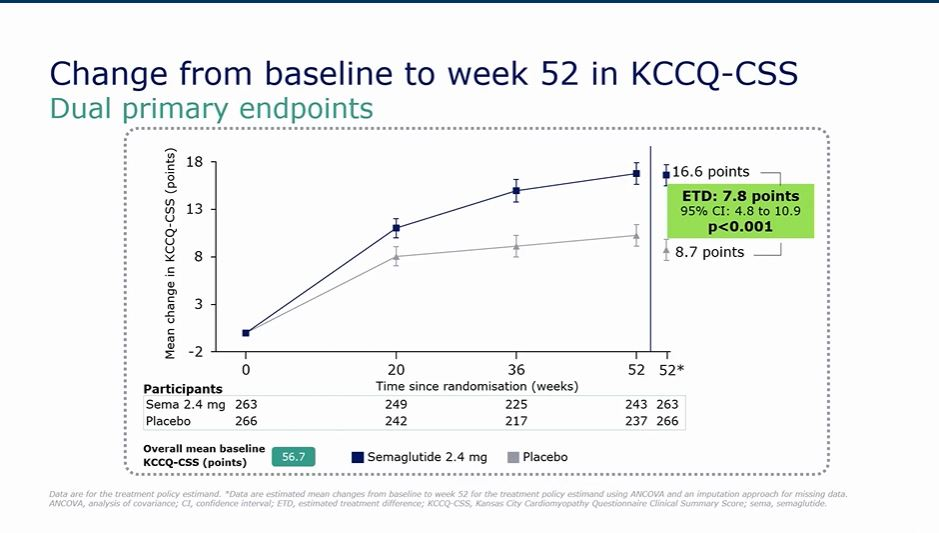 Change from baseline to week 52 in KCCQ-CSS
Dual primary endpoints
Mean change in KCCQ-CSS (points)
18
13
8
3
-2
16.6 points
ETD: 7.8 points
95% CI: 4.8 to 10.9
p<0.001
8.7 points
0 20 36 52 52*
Time since randomisation (weeks)
Participants
Sema 2.4 mg 263 249 225 243 263
Placebo 266 242 217 237 266
Overall mean baseline
KCCQ-CSS (points) 56.7
Semaglutide 2.4 mg Placebo
Data are for the treatment policy estimand. *Data are estimated mean changes from baseline to week 52 for the treatment policy estimand using ANCOVA and an imputation approach for missing data.
ANCOVA, analysis of covariance; CI, confidence interval; ETD, estimated treatment difference; KCCQ-CSS, Kansas City Cardiomyopathy Questionnaire Clinical Summary Score; sema, semaglutide.